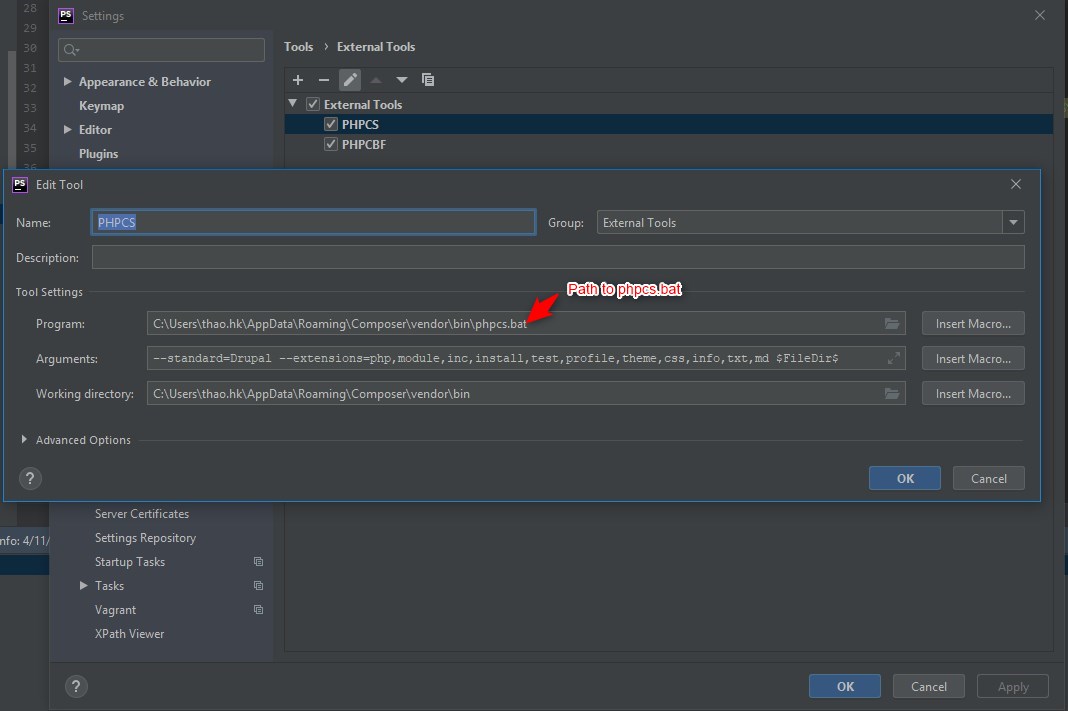 28
PS Settings
29
30
Tools › External Tools
31
32
Appearance & Behavior
33
Keymap
External Tools
34
Editor
PHPCS
35
Plugins
PHPCBF
36
PS Edit Tool
Name: PHPCS Group: External Tools
Description:
Path to phpcs.bat
Tool Settings
Program: C:\Users\thao.hk\AppData\Roaming\Composer\vendor\bin\phpcs.bat Insert Macro...
Arguments: --standard=Drupal --extensions=php,module,inc,install,test,profile,theme,css,info,txt,md $FileDir$ Insert Macro...
Working directory: C:\Users\thao.hk\AppData\Roaming\Composer\vendor\bin Insert Macro...
Advanced Options
? OK Cancel
Server Certificates
nfo: 4/11/ Settings Repository
Startup Tasks
Tasks
Vagrant
XPath Viewer
? OK Cancel Apply